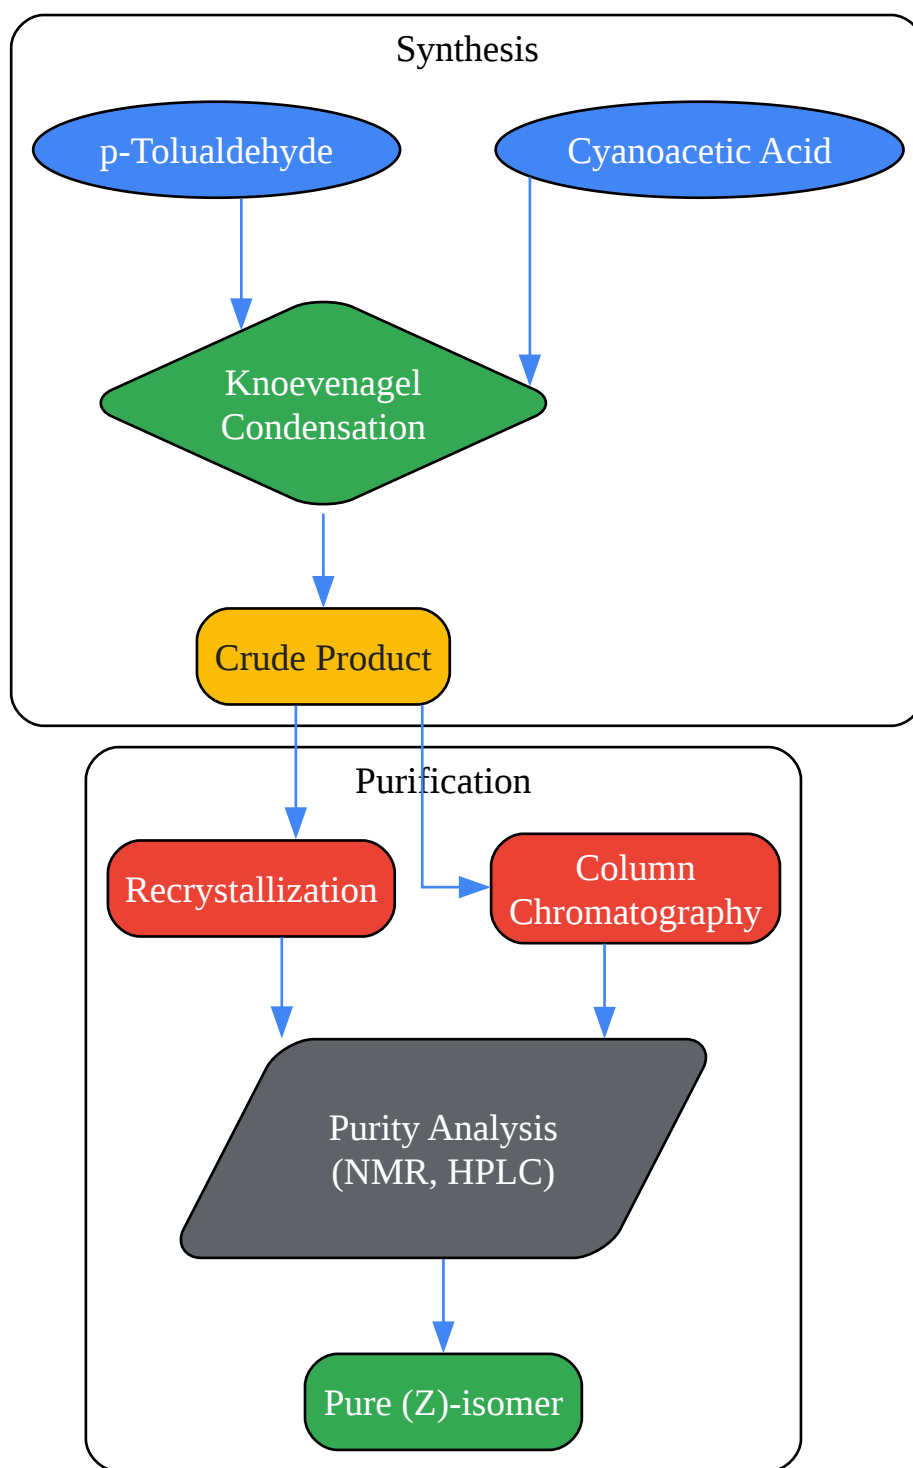 Synthesis
p-Tolualdehyde
Cyanoacetic Acid
Knoevenagel
Condensation
Crude Product
Purification
Recrystallization
Column
Chromatography
Purity Analysis
(NMR, HPLC)
Pure (Z)-isomer